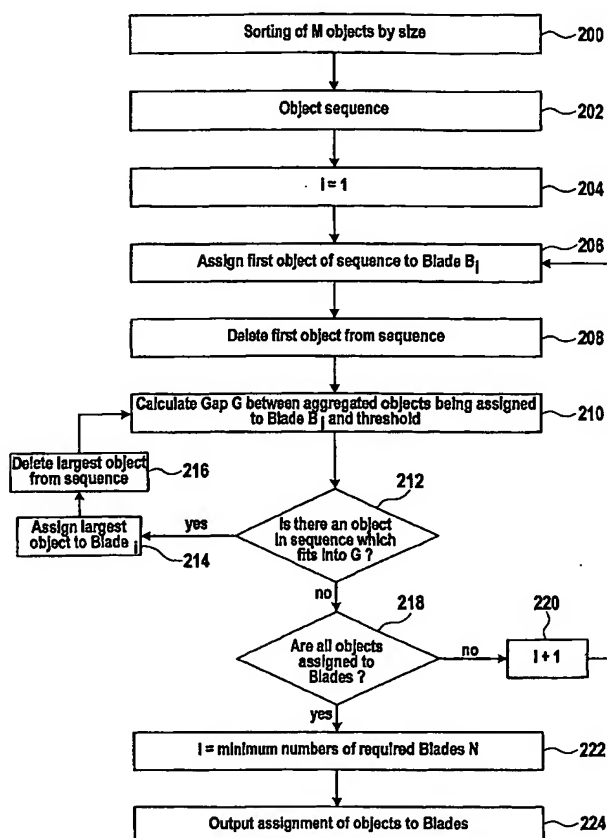 Sorting of M objects by size
200
Object sequence
202
i = 1
204
206
Assign first object of sequence to Blade Bi
Delete first object from sequence
208
Calculate Gap G between aggregated objects being assigned
to Blade Bi and threshold
210
Delete largest object
from sequence
216
212
Assign largest
object to Blade i
214
yes
Is there an object
in sequence which
fits into G ?
no
218
Are all objects
assigned to
Blades ?
no
220
i + 1
yes
i = minimum numbers of required Blades N
222
Output assignment of objects to Blades
224